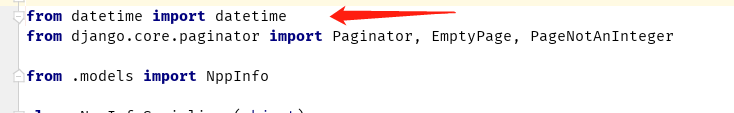 from datetime import datetime
from django.core.paginator import Paginator, EmptyPage, PageNotAnInteger
from .models import NppInfo